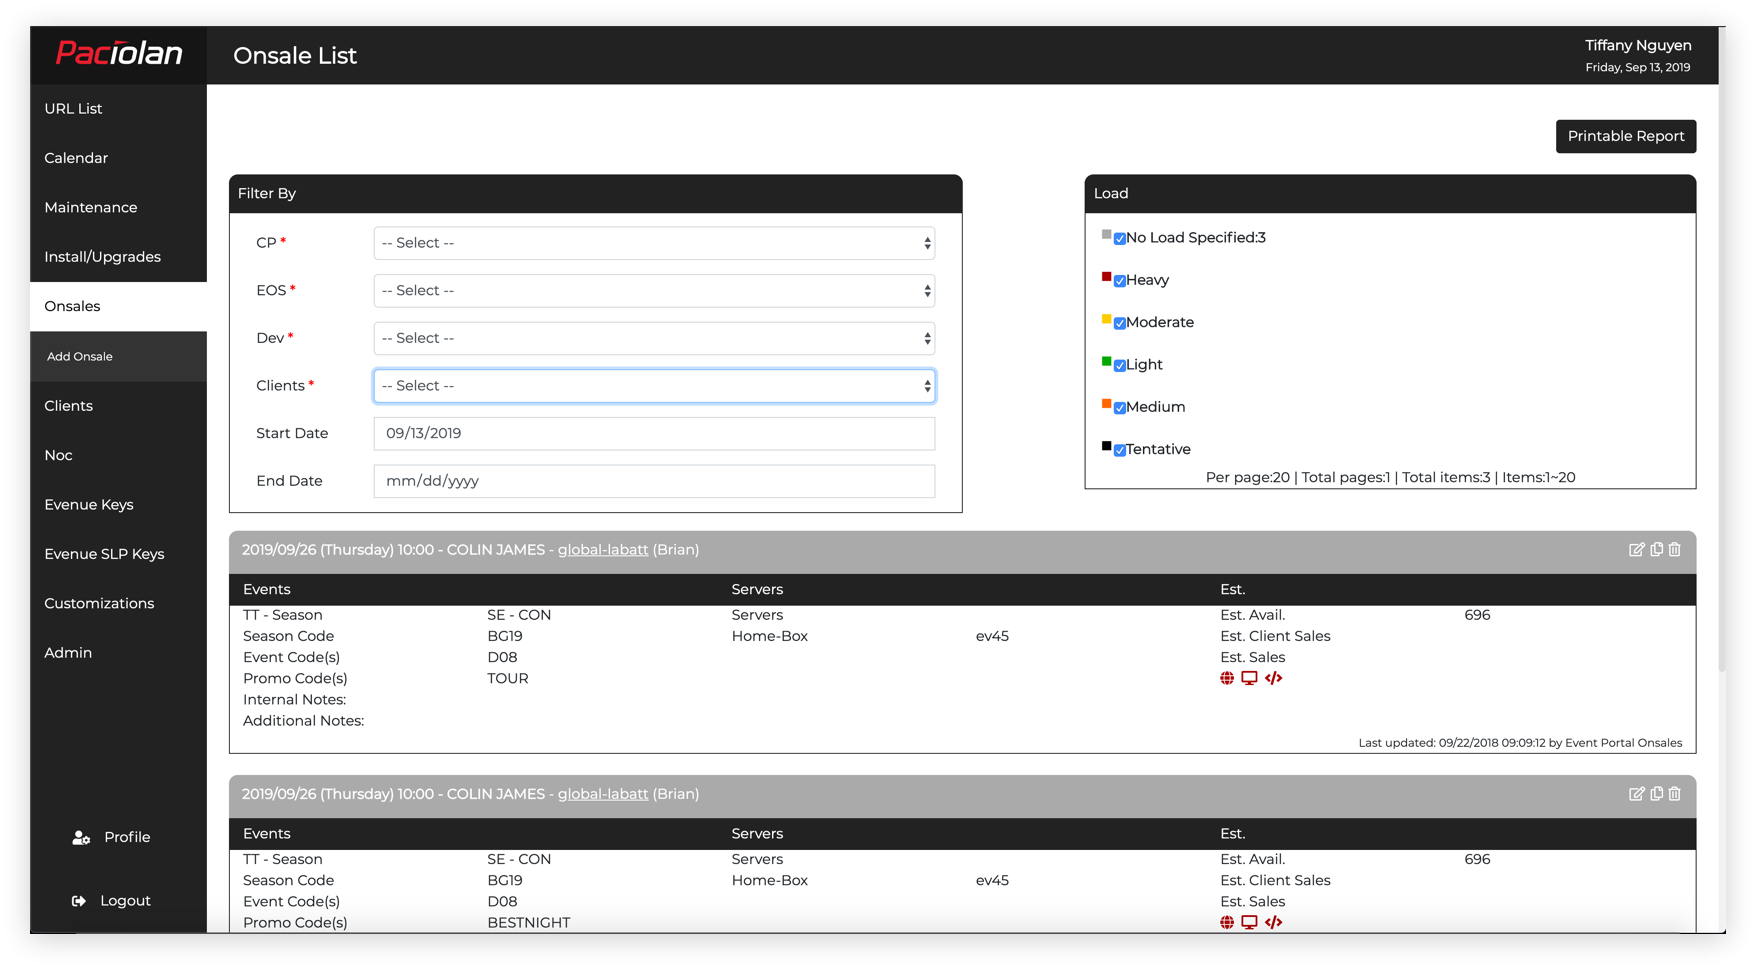 Paciolan
Onsale List
Tiffany Nguyen
Friday, Sep 13, 2019
URL List
Calendar
Maintenance
Install/Upgrades
Onsales
Add Onsale
Clients
Noc
Evenue Keys
Evenue SLP Keys
Customizations
Admin
Profile
Logout
Printable Report
Filter By
CP * -- Select --
EOS * -- Select --
Dev * -- Select --
Clients * -- Select --
Start Date 09/13/2019
End Date mm/dd/yyyy
Load
No Load Specified:3
Heavy
Moderate
Light
Medium
Tentative
Per page:20 | Total pages:1 | Total items:3 | Items:1~20
2019/09/26 (Thursday) 10:00 - COLIN JAMES - global-labatt (Brian)
Events Servers Est.
TT - Season SE - CON Servers Est. Avail. 696
Season Code BG19 Home-Box ev45 Est. Client Sales
Event Code(s) D08 Est. Sales
Promo Code(s) TOUR
Internal Notes:
Additional Notes:
Last updated: 09/22/2018 09:09:12 by Event Portal Onsales
2019/09/26 (Thursday) 10:00 - COLIN JAMES - global-labatt (Brian)
Events Servers Est.
TT - Season SE - CON Servers Est. Avail. 696
Season Code BG19 Home-Box ev45 Est. Client Sales
Event Code(s) D08 Est. Sales
Promo Code(s) BESTNIGHT